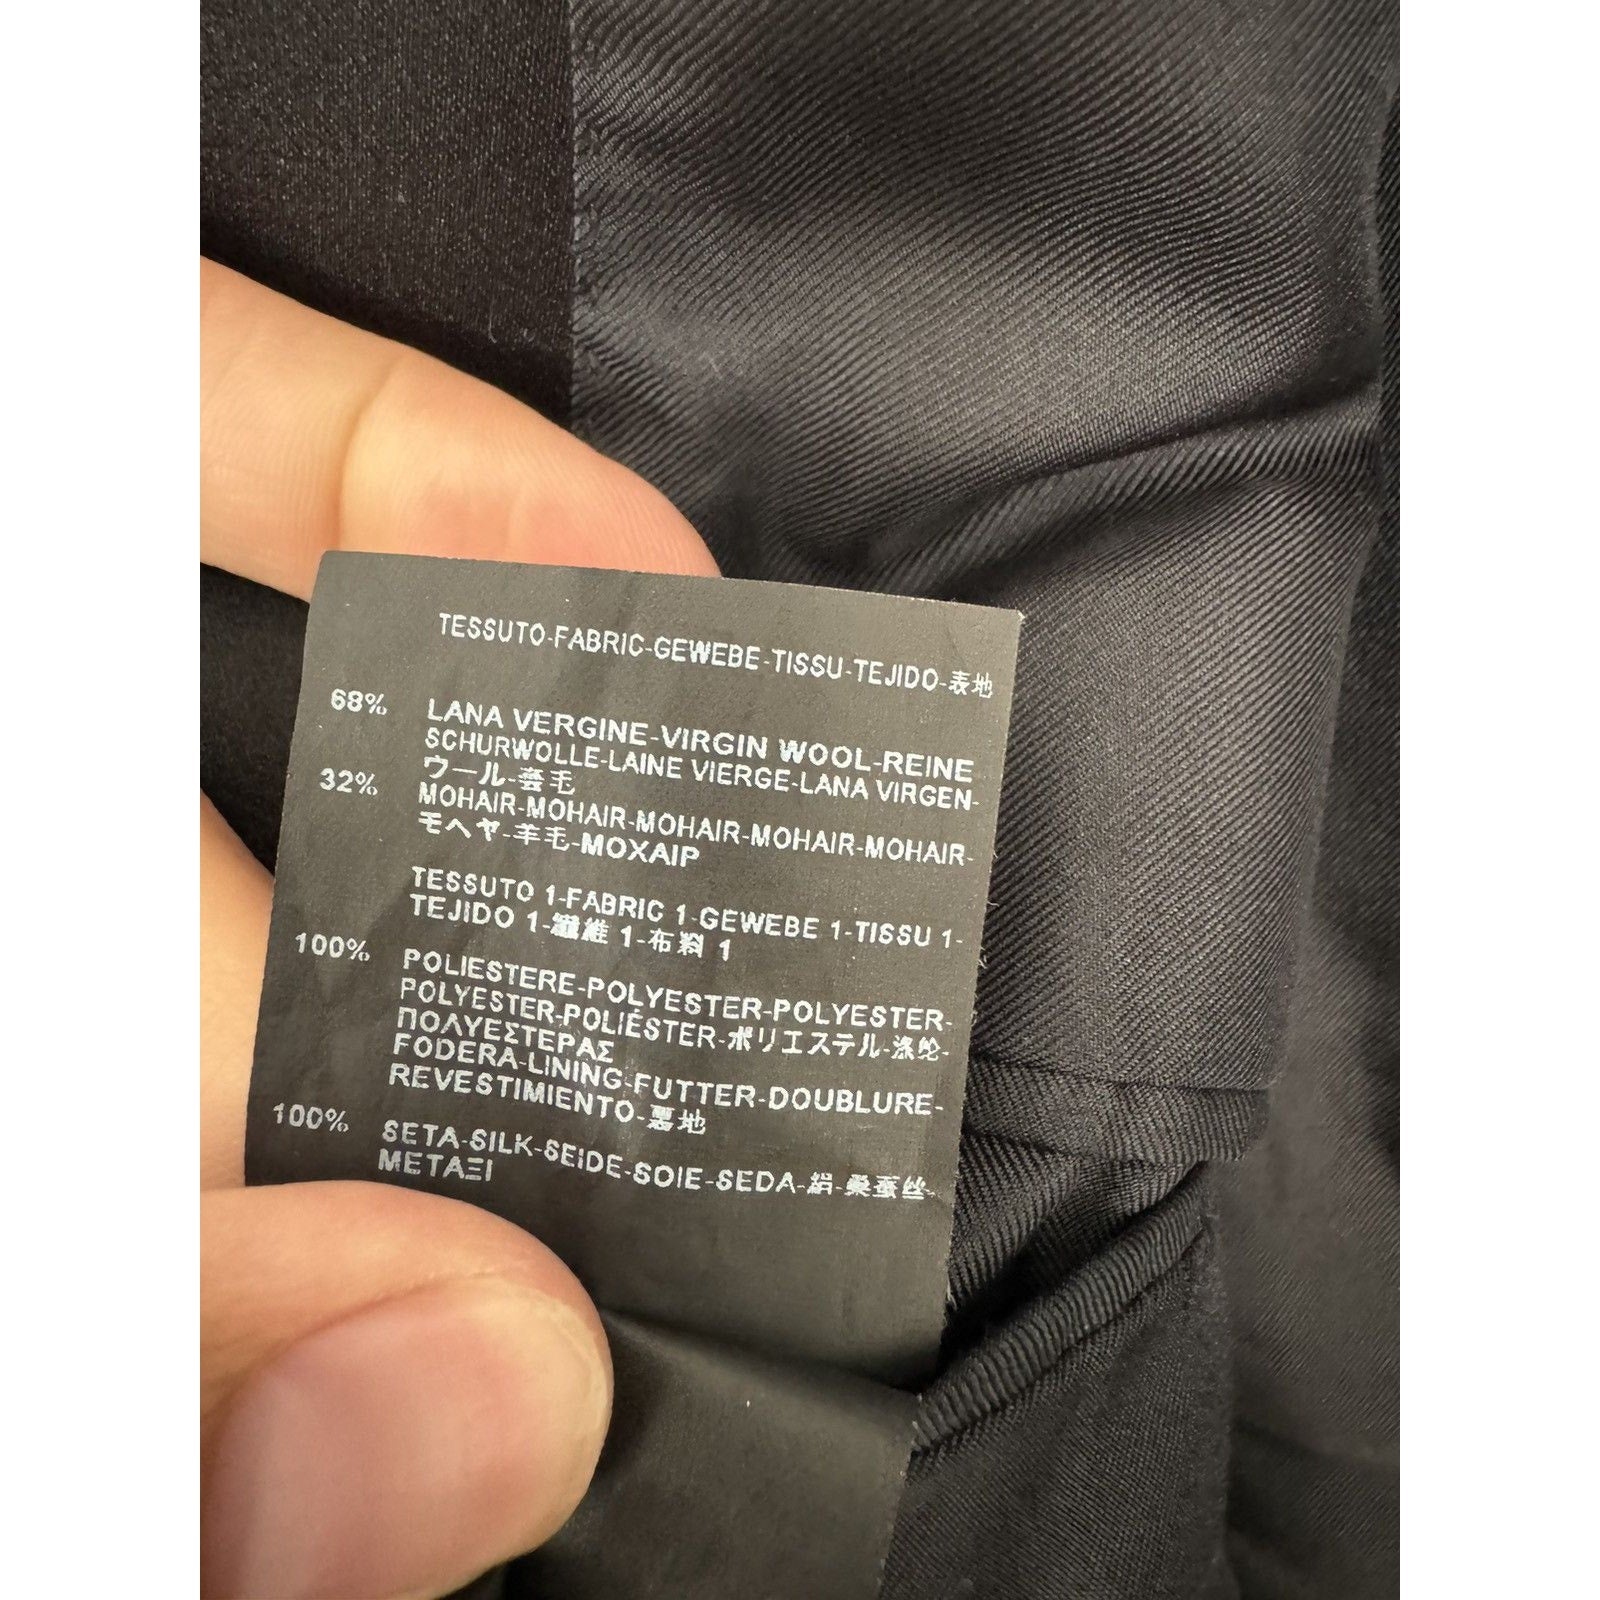 TESSUTO-FABRIC-GEWEBE-TISSU-TEJIDO-表地
68% LANA VERGINE-VIRGIN WOOL-REINE
SCHURWOLLE-LAINE VIERGE-LANA VIRGEN-
ウール-羊毛
32% MOHAIR-MOHAIR-MOHAIR-MOHAIR-MOHAIR-
モヘヤ-羊毛-MOXAIP
TESSUTO 1-FABRIC 1-GEWEBE 1-TISSU 1-
TEJIDO 1-繊維 1-布料 1
100% POLIESTERE-POLYESTER-POLYESTER-
POLYESTER-POLIÉSTER-ポリエステル-涤纶-
ΠΟΛΥΕΣΤΕΡΑΣ
FODERA-LINING-FUTTER-DOUBLURE-
REVESTIMIENTO-裏地
100% SETA-SILK-SEIDE-SOIE-SEDA-絹-桑蚕丝-
ΜΕΤΑΞΙ